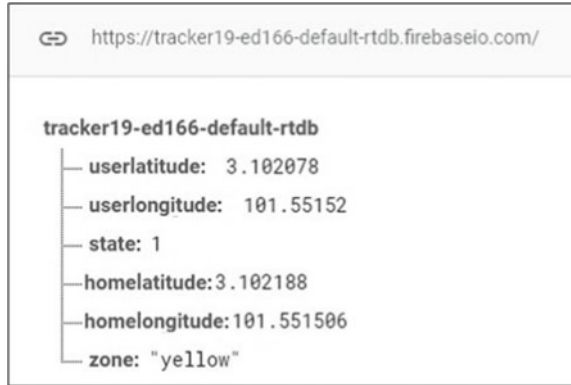 https://tracker19-ed166-default-rtdb.firebaseio.com/
tracker19-ed166-default-rtdb
userlatitude: 3.102078
userlongitude: 101.55152
state: 1
homelatitude:3.102188
homelongitude:101.551506
zone: "yellow"